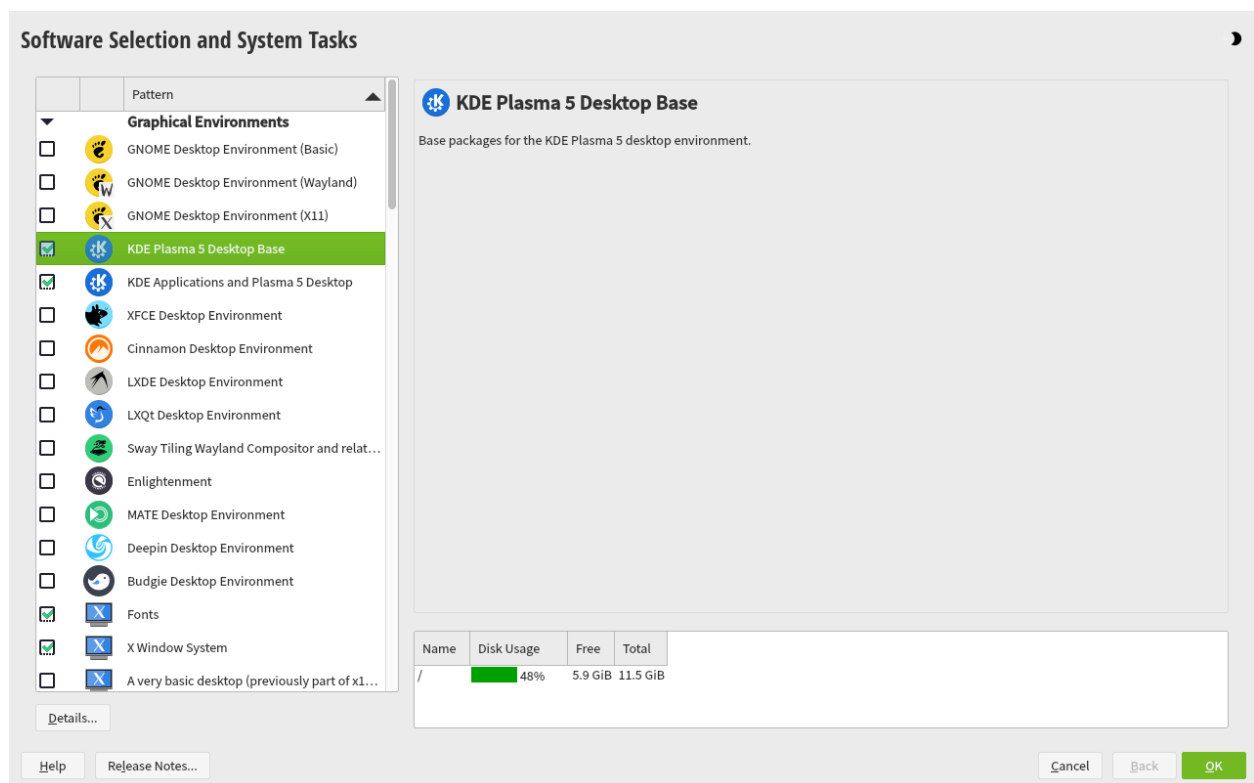 Software Selection and System Tasks
Pattern
Graphical Environments
GNOME Desktop Environment (Basic)
GNOME Desktop Environment (Wayland)
GNOME Desktop Environment (X11)
KDE Plasma 5 Desktop Base
KDE Applications and Plasma 5 Desktop
XFCE Desktop Environment
Cinnamon Desktop Environment
LXDE Desktop Environment
LXQt Desktop Environment
Sway Tiling Wayland Compositor and relat...
Enlightenment
MATE Desktop Environment
Deepin Desktop Environment
Budgie Desktop Environment
Fonts
X Window System
A very basic desktop (previously part of x1...
Details...
KDE Plasma 5 Desktop Base
Base packages for the KDE Plasma 5 desktop environment.
Name Disk Usage Free Total
/ 48% 5.9 GiB 11.5 GiB
Help Release Notes... Cancel Back OK